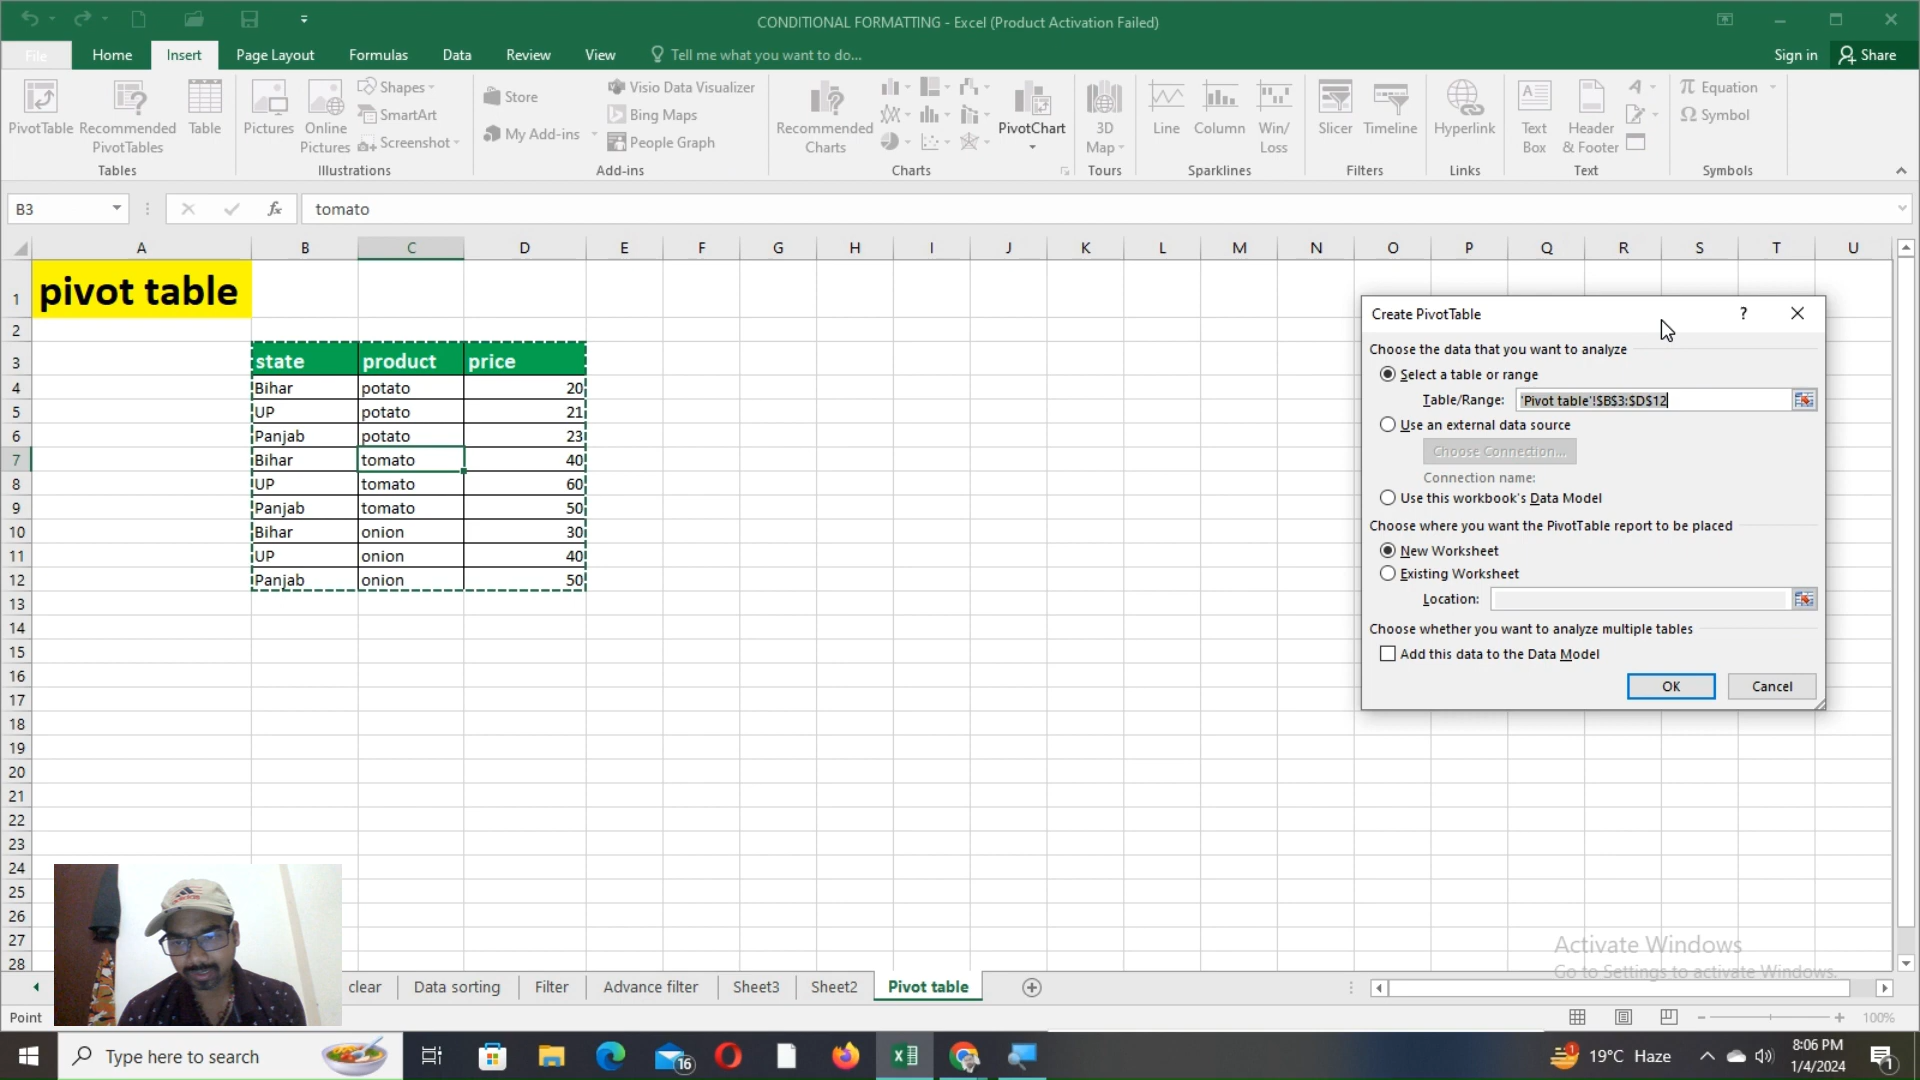 CONDITIONAL FORMATTING - Excel (Product Activation Failed)
File Home Insert Page Layout Formulas Data Review View Tell me what you want to do... Sign in Share
PivotTable Recommended PivotTables Table
Tables
Pictures Online Pictures Shapes SmartArt Screenshot
Illustrations
Store My Add-ins Visio Data Visualizer Bing Maps People Graph
Add-ins
Recommended Charts PivotChart
Charts
3D Map
Tours
Line Column Win/Loss
Sparklines
Slicer Timeline
Filters
Hyperlink
Links
Text Box Header & Footer
Text
Equation Symbol
Symbols
B3 fx tomato
A B C D E F G H I J K L M N O P Q R S T U
1 pivot table
2
3 state product price
4 Bihar potato 20
5 UP potato 21
6 Panjab potato 23
7 Bihar tomato 40
8 UP tomato 60
9 Panjab tomato 50
10 Bihar onion 30
11 UP onion 40
12 Panjab onion 50
13
14
15
16
17
18
19
20
21
22
23
24
25
26
27
28
Create PivotTable ?
Choose the data that you want to analyze
Select a table or range
Table/Range: 'Pivot table'!$B$3:$D$12
Use an external data source
Choose Connection...
Connection name:
Use this workbook's Data Model
Choose where you want the PivotTable report to be placed
New Worksheet
Existing Worksheet
Location:
Choose whether you want to analyze multiple tables
Add this data to the Data Model
OK Cancel
Activate Windows
Go to Settings to activate Windows.
clear Data sorting Filter Advance filter Sheet3 Sheet2 Pivot table
Point 100%
Type here to search 16 19°C Haze 8:06 PM
1/4/2024 1